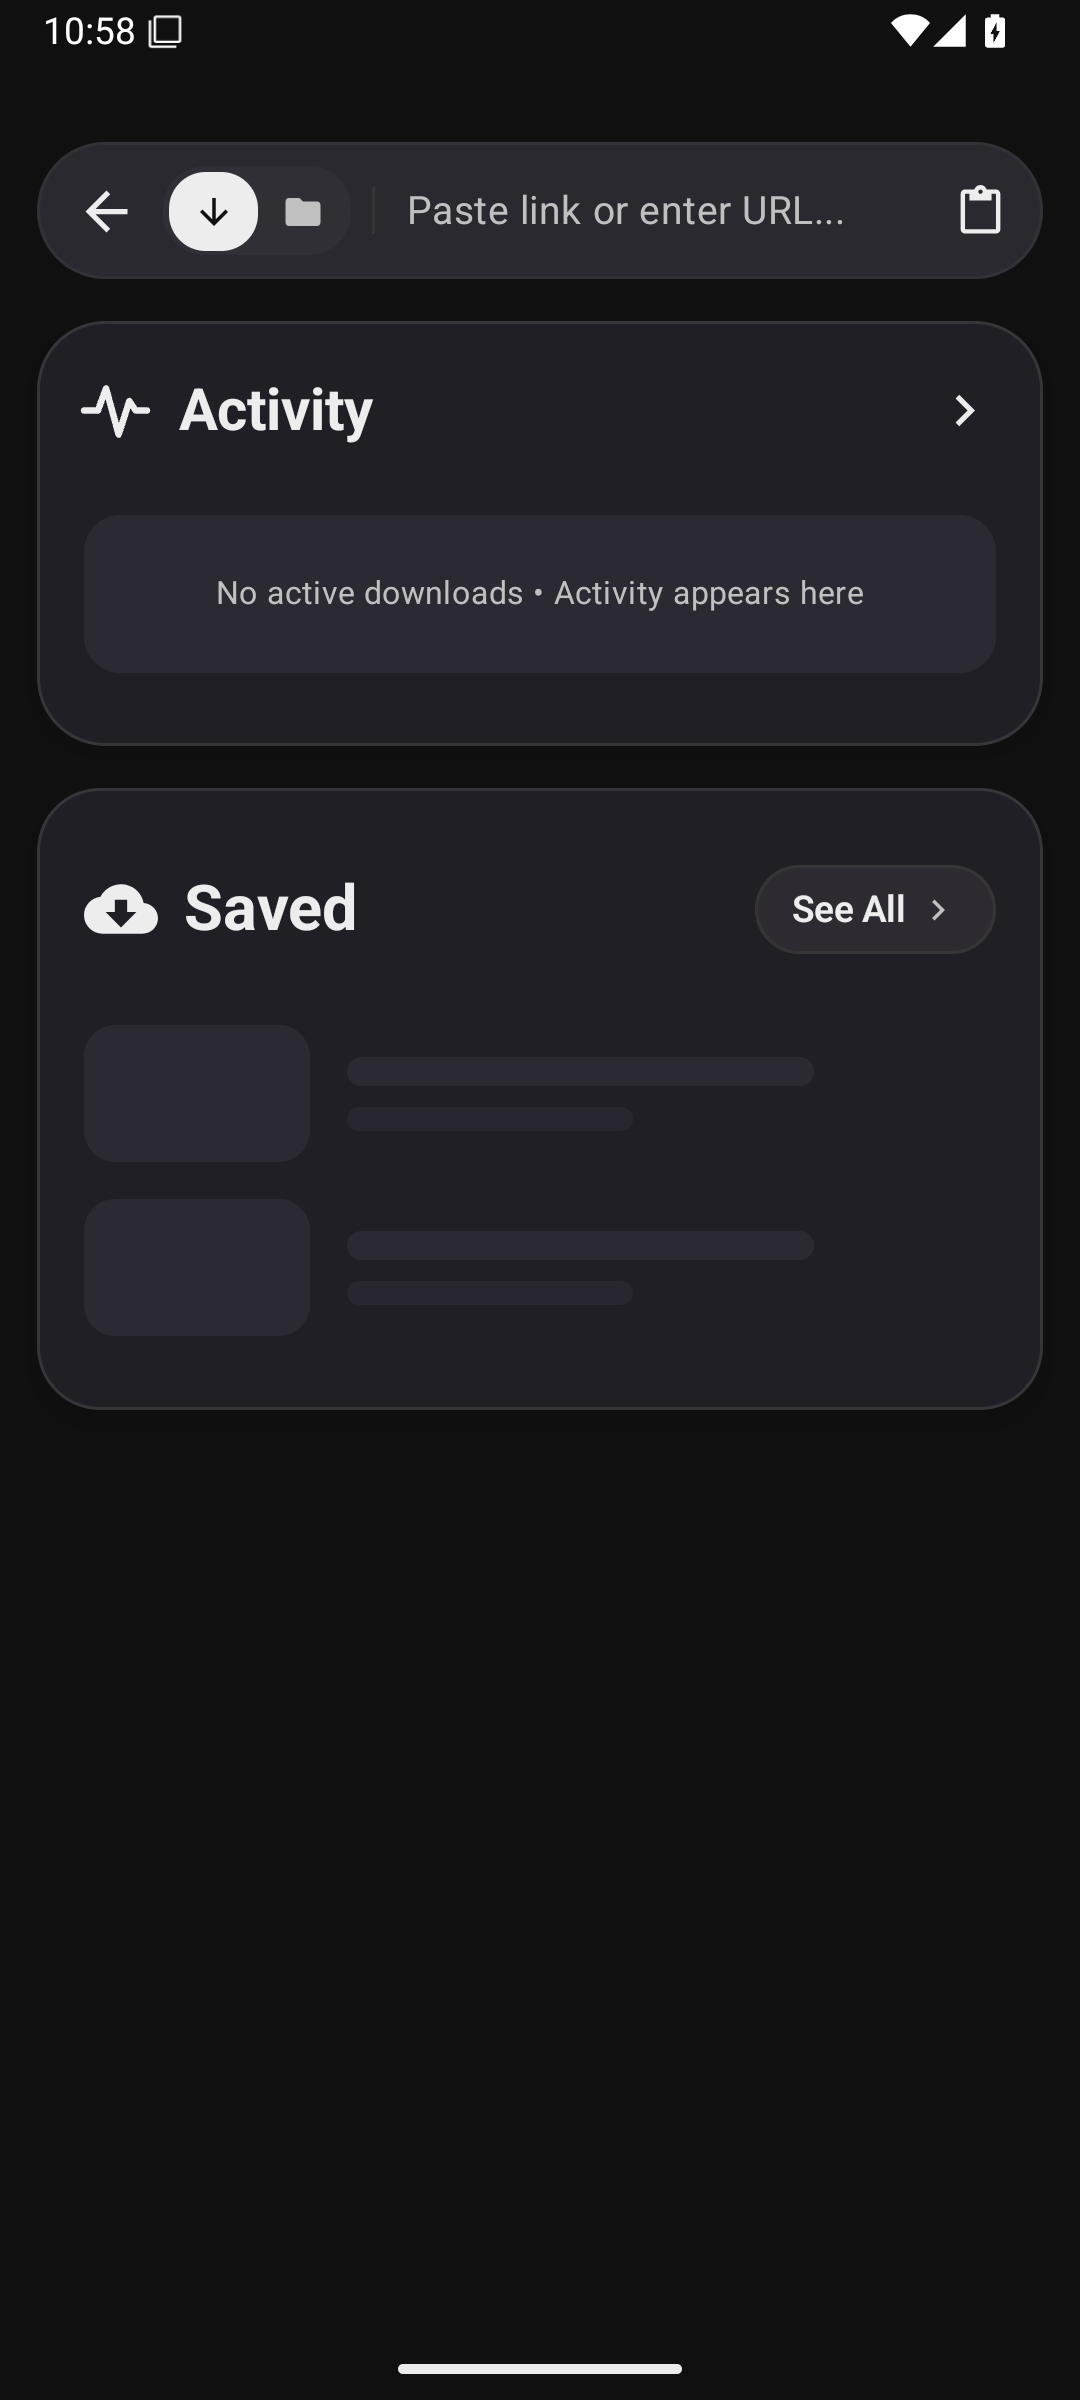 10:58
Paste link or enter URL...
Activity
No active downloads • Activity appears here
Saved
See All